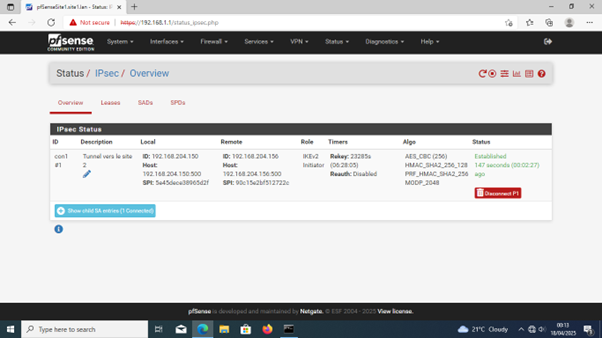 pfSenseSite1.site1.lan - Status: I
Not secure | https://192.168.1.1/status_ipsec.php
pfsense
COMMUNITY EDITION
System Interfaces Firewall Services VPN Status Diagnostics Help
Status / IPsec / Overview
Overview Leases SADs SPDs
IPsec Status
ID Description Local Remote Role Timers Algo Status
con1 Tunnel vers le site ID: 192.168.204.150 ID: 192.168.204.156 IKEv2 Rekey: 23285s AES_CBC (256) Established
#1 2 Host: Host: Initiator (06:28:05) HMAC_SHA2_256_128 147 seconds (00:02:27)
192.168.204.150:500 192.168.204.156:500 Reauth: Disabled PRF_HMAC_SHA2_256 ago
SPI: 5e45dece38965d2f SPI: 90c15e2bf512722c MODP_2048
Disconnect P1
Show child SA entries (1 Connected)
pfSense is developed and maintained by Netgate. © ESF 2004 - 2025 View license.
Type here to search
21°C Cloudy
00:13
18/04/2025